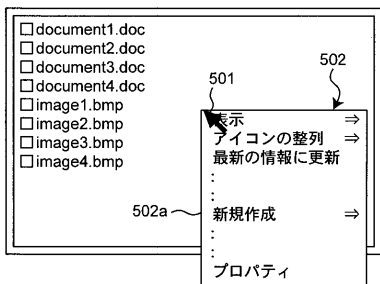 document1.doc
document2.doc
document3.doc
document4.doc
image1.bmp
image2.bmp
image3.bmp
image4.bmp
501
502
表示 ⇒
アイコンの整列 ⇒
最新の情報に更新
:
:
502a
新規作成 ⇒
:
:
プロパティ